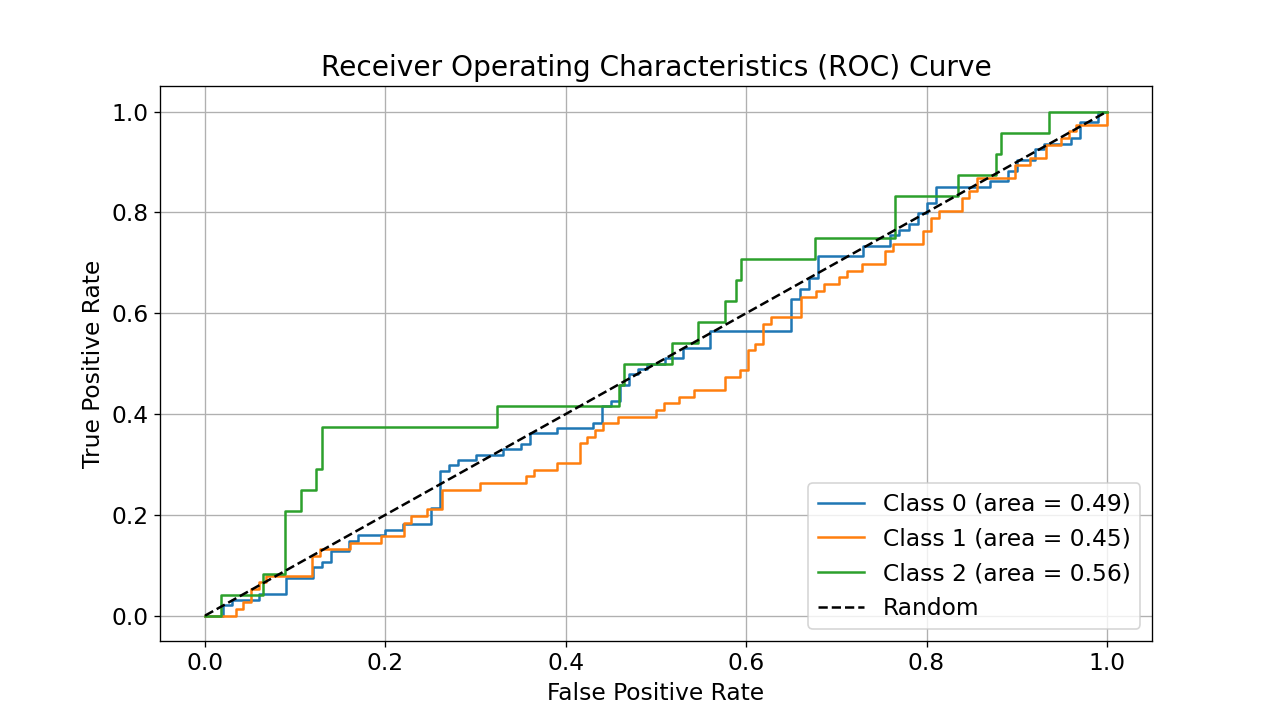 Receiver Operating Characteristics (ROC) Curve
True Positive Rate
1.0
0.8
0.6
0.4
0.2
0.0
Class 0 (area = 0.49)
Class 1 (area = 0.45)
Class 2 (area = 0.56)
Random
0.0 0.2 0.4 0.6 0.8 1.0
False Positive Rate